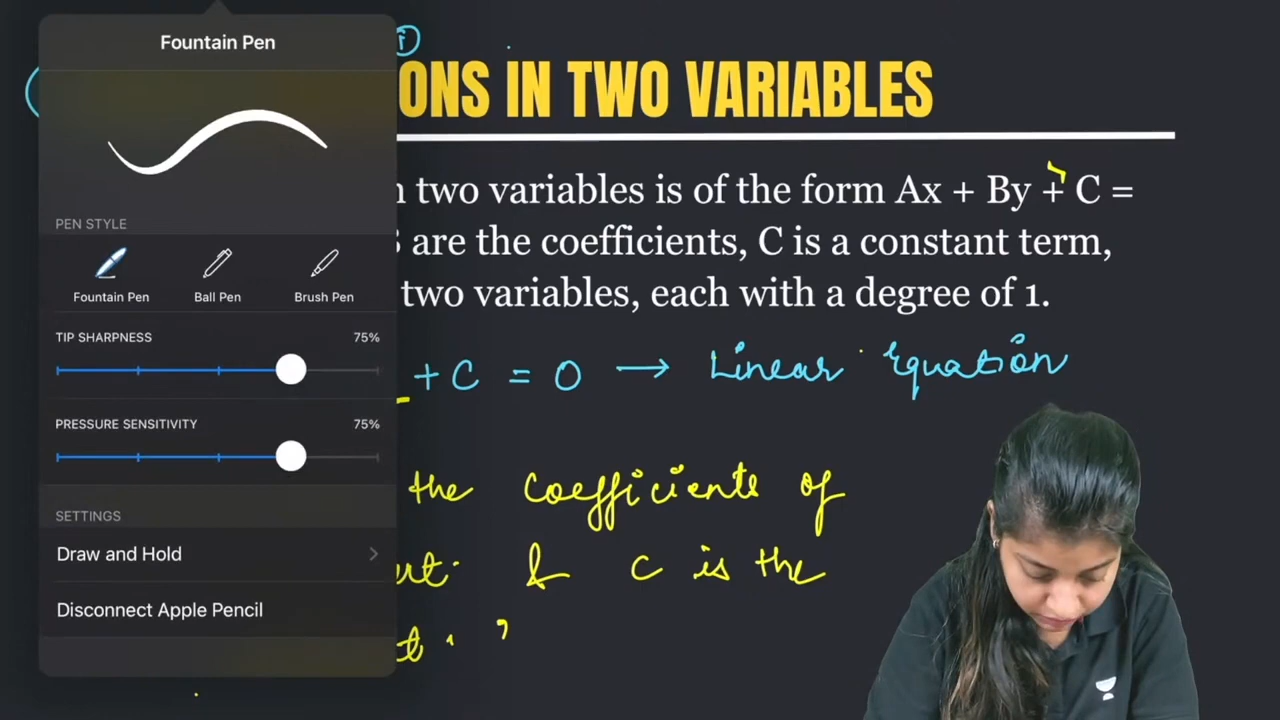 Fountain Pen
PEN STYLE
Fountain Pen Ball Pen Brush Pen
TIP SHARPNESS 75%
PRESSURE SENSITIVITY 75%
SETTINGS
Draw and Hold
Disconnect Apple Pencil
ONS IN TWO VARIABLES
two variables is of the form Ax + By + C =
are the coefficients, C is a constant term,
two variables, each with a degree of 1.
+ C = 0 → Linear Equation
the coefficients of
& C is the